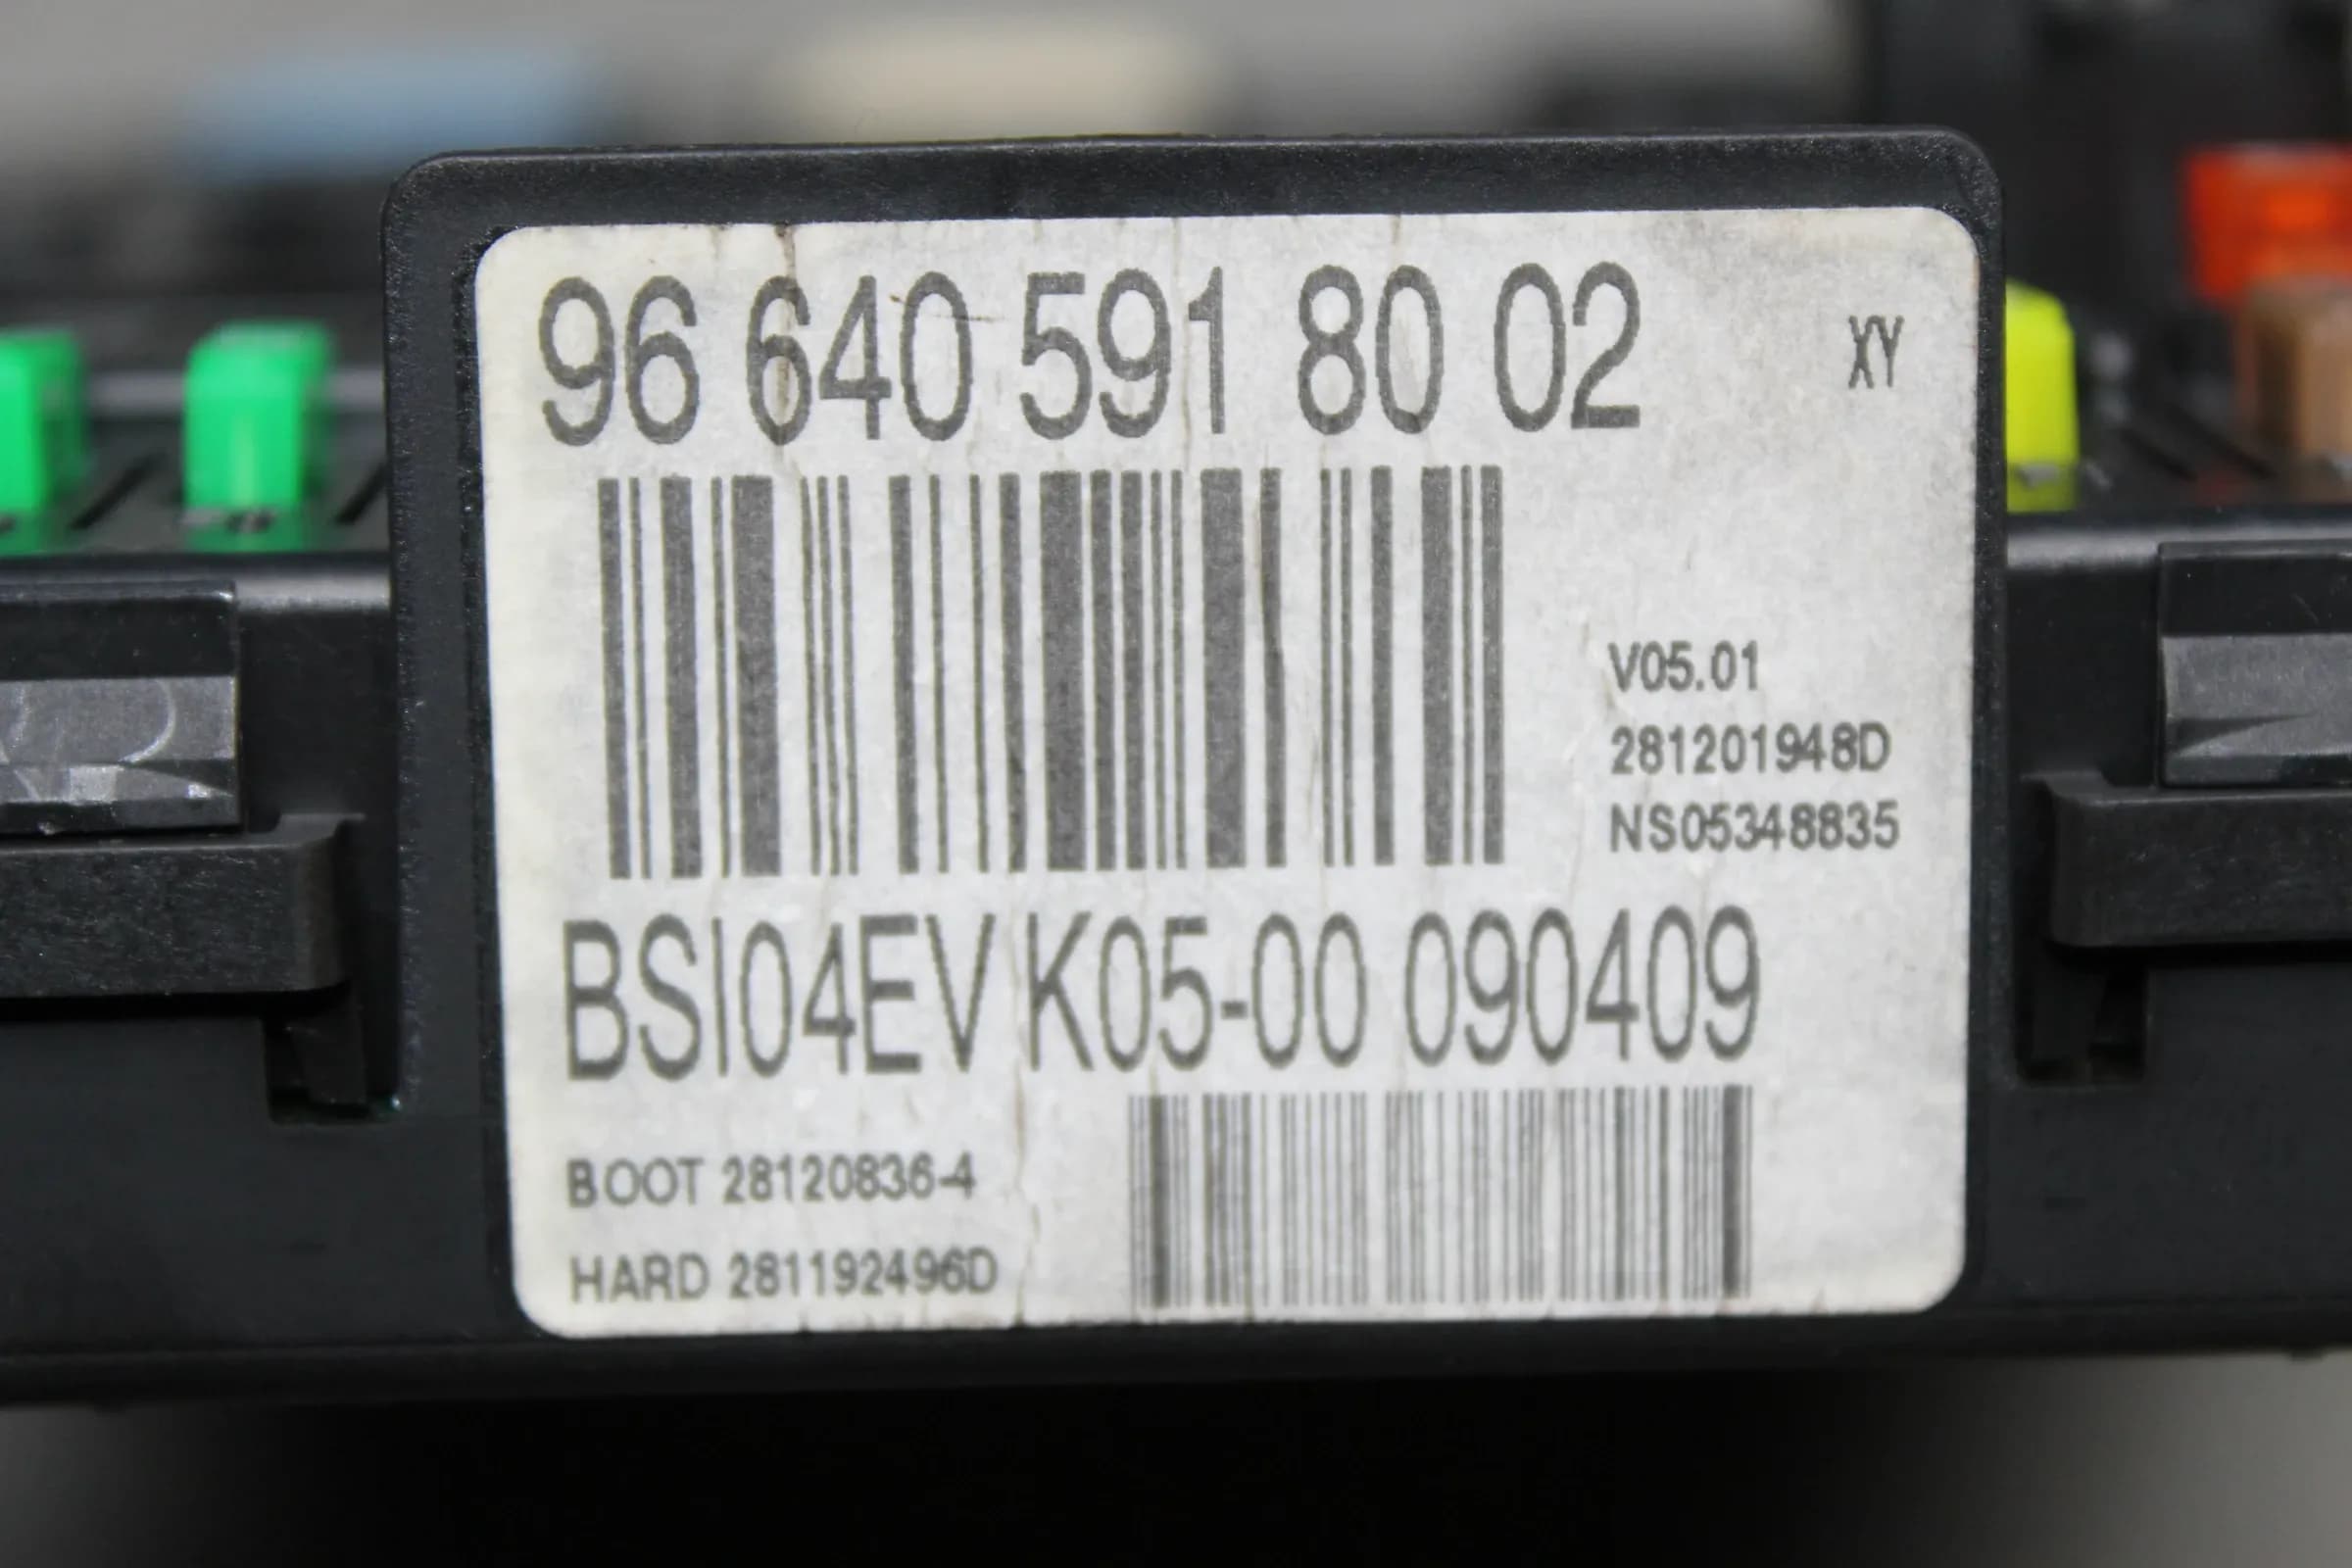 96 640 591 80 02
XY
V05.01
281201948D
NS05348835
BSI04EV K05-00 090409
BOOT 28120836-4
HARD 281192496D